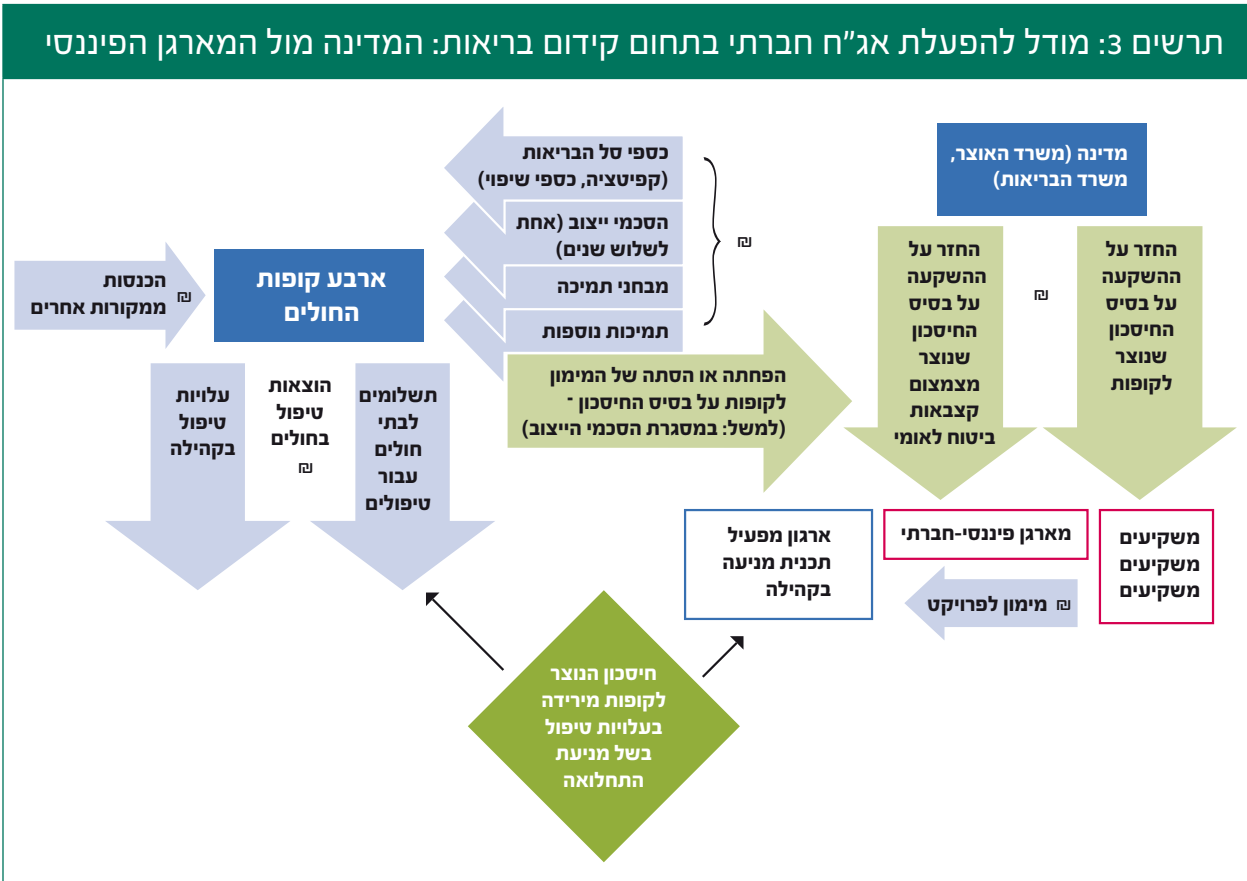 תרשים 3: מודל להפעלת אג"ח חברתי בתחום קידום בריאות: המדינה מול המארגן הפיננסי
מדינה (משרד האוצר,
משרד הבריאות)
החזר על
ההשקעה
על בסיס
החיסכון
שנוצר
לקופות
₪
החזר על
ההשקעה
על בסיס
החיסכון
שנוצר
מצמצום
קצבאות
ביטוח לאומי
₪
כספי סל הבריאות
(קפיטציה, כספי שיפוי)
הסכמי ייצוב (אחת
לשלוש שנים)
מבחני תמיכה
תמיכות נוספות
הפחתה או הסתה של המימון
לקופות על בסיס החיסכון -
(למשל: במסגרת הסכמי הייצוב)
ארבע קופות
החולים
הכנסות
ממקורות אחרים
₪
תשלומים
לבתי
חולים
עבור
טיפולים
הוצאות
טיפול
בחולים
₪
עלויות
טיפול
בקהילה
משקיעים
משקיעים
משקיעים
מארגן פיננסי-חברתי
₪ מימון לפרויקט
ארגון מפעיל
תכנית מניעה
בקהילה
חיסכון הנוצר
לקופות מירידה
בעלויות טיפול
בשל מניעת
התחלואה